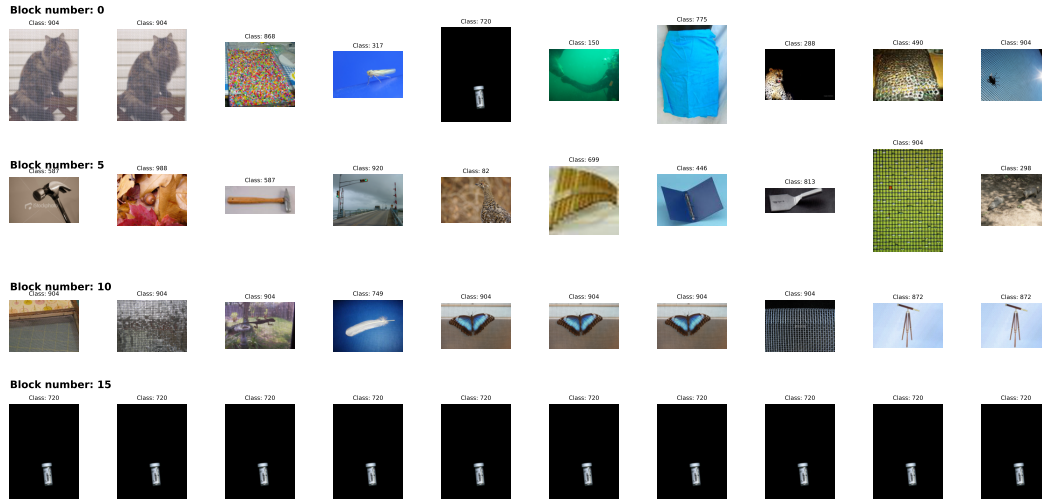 Block number: 0
Class: 904 Class: 904 Class: 868 Class: 317 Class: 720 Class: 150 Class: 775 Class: 288 Class: 490 Class: 904
Block number: 5
Class: 587 Class: 988 Class: 587 Class: 920 Class: 82 Class: 699 Class: 446 Class: 813 Class: 904 Class: 298
Block number: 10
Class: 904 Class: 904 Class: 904 Class: 749 Class: 904 Class: 904 Class: 904 Class: 904 Class: 872 Class: 872
Block number: 15
Class: 720 Class: 720 Class: 720 Class: 720 Class: 720 Class: 720 Class: 720 Class: 720 Class: 720 Class: 720